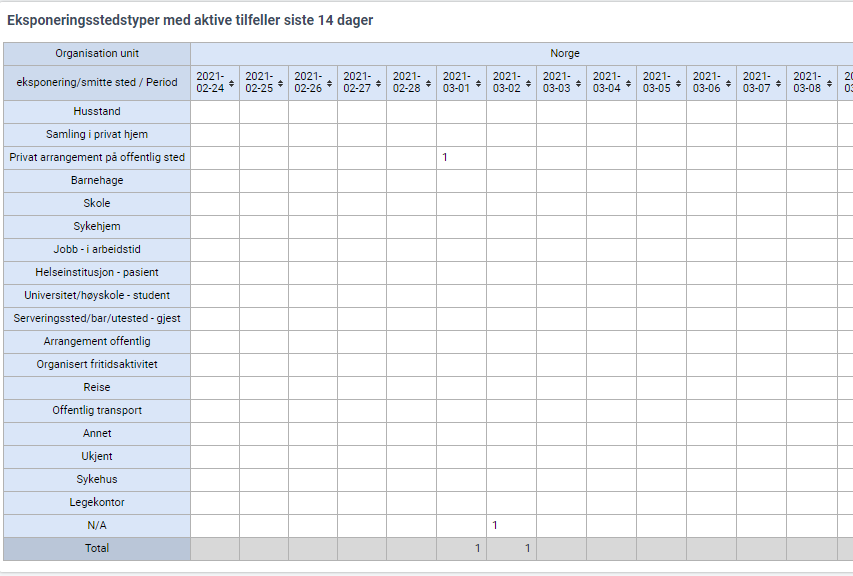 Eksponeringsstedstyper med aktive tilfeller siste 14 dager
Organisation unit Norge
eksponering/smitte sted / Period 2021-02-24 2021-02-25 2021-02-26 2021-02-27 2021-02-28 2021-03-01 2021-03-02 2021-03-03 2021-03-04 2021-03-05 2021-03-06 2021-03-07 2021-03-08
Husstand
Samling i privat hjem
Privat arrangement på offentlig sted 1
Barnehage
Skole
Sykehjem
Jobb - i arbeidstid
Helseinstitusjon - pasient
Universitet/høyskole - student
Serveringssted/bar/utested - gjest
Arrangement offentlig
Organisert fritidsaktivitet
Reise
Offentlig transport
Annet
Ukjent
Sykehus
Legekontor
N/A 1
Total 1 1